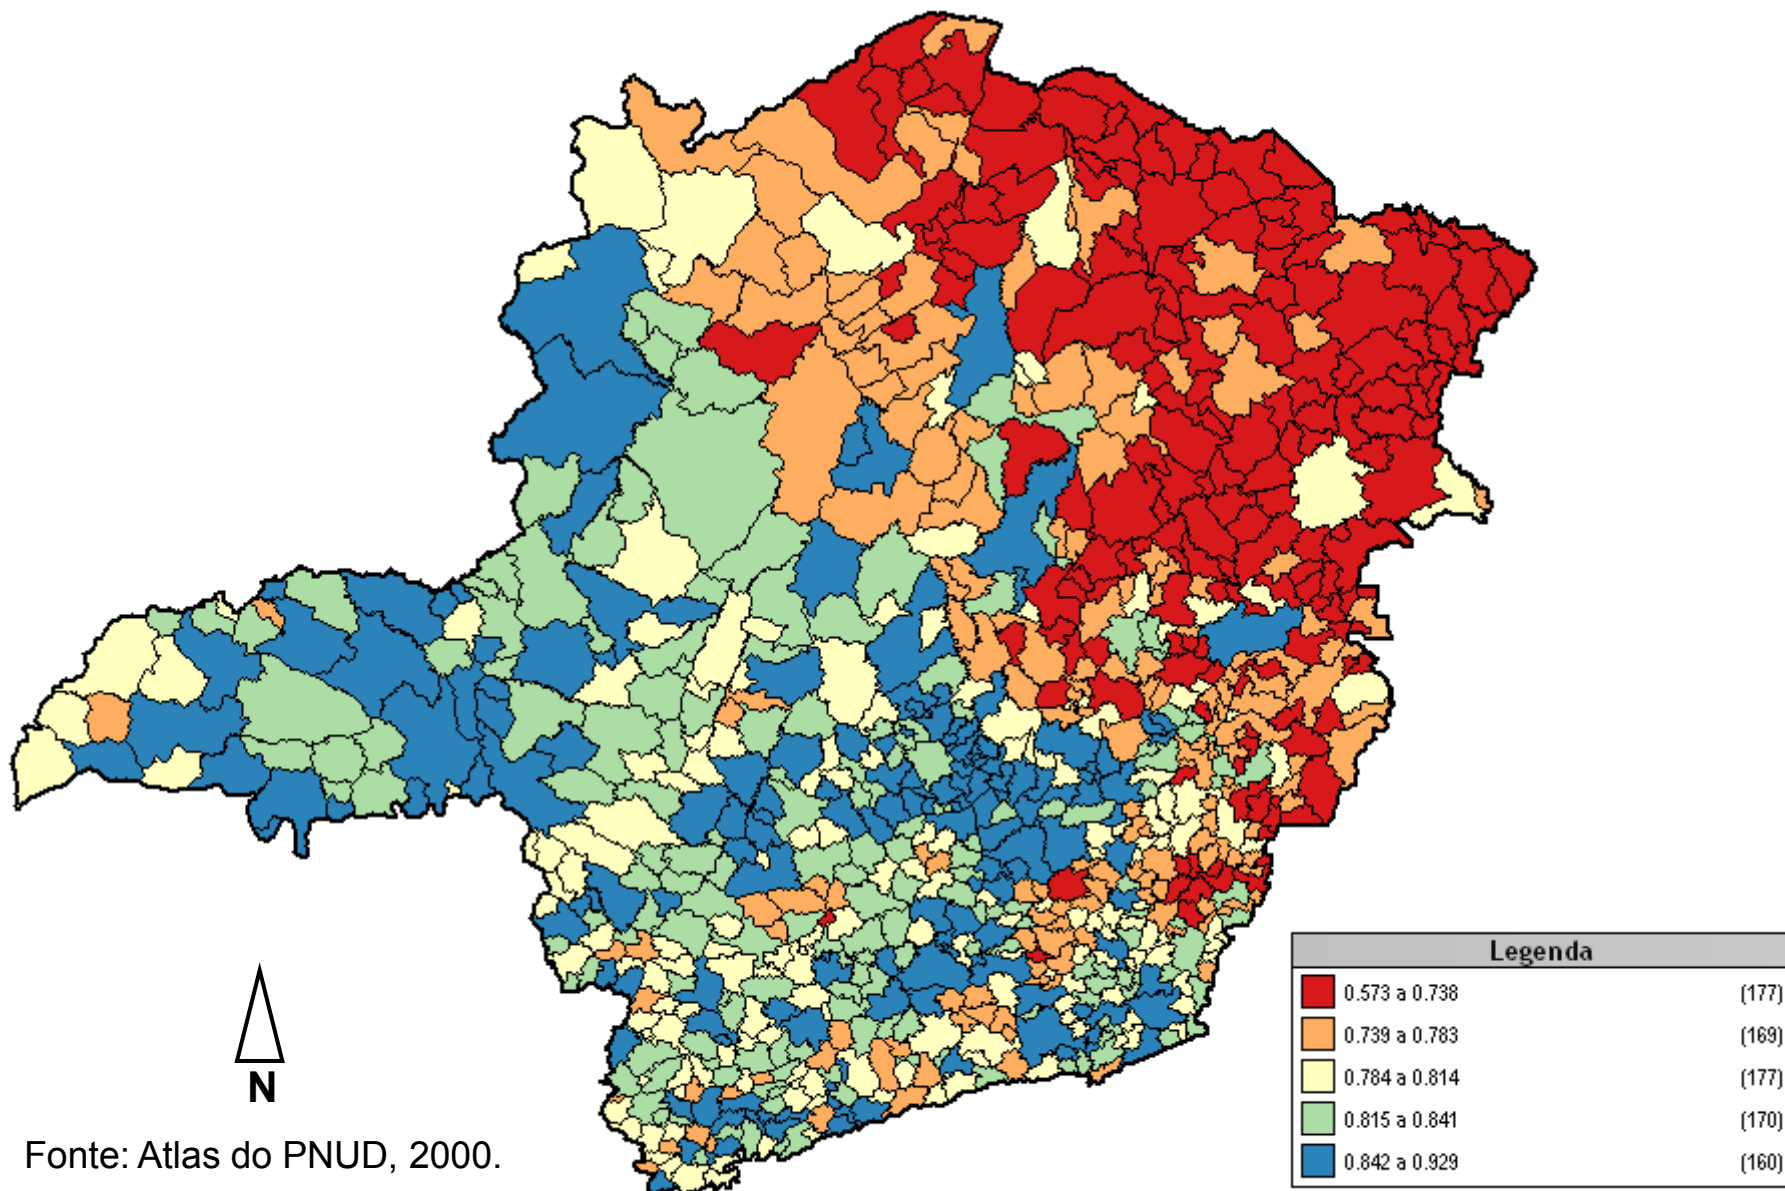 Legenda
0.573 a 0.738 (177)
0.739 a 0.783 (169)
0.784 a 0.814 (177)
0.815 a 0.841 (170)
0.842 a 0.929 (160)
N
Fonte: Atlas do PNUD, 2000.